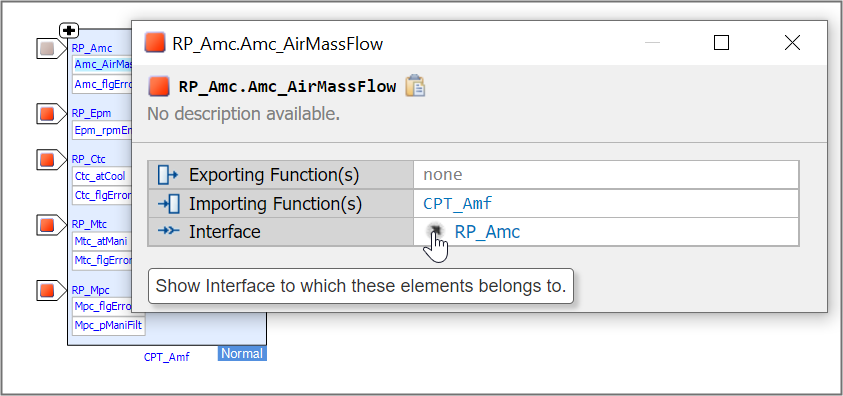 RP_Amc.Amc_AirMassFlow
RP_Amc.Amc_AirMassFlow
No description available.
Exporting Function(s) none
Importing Function(s) CPT_Amf
Interface RP_Amc
Show Interface to which these elements belongs to.
RP_Amc
Amc_AirMas
Amc_flgErro
RP_Epm
Epm_rpmEn
RP_Ctc
Ctc_atCool
Ctc_flgError
RP_Mtc
Mtc_atMani
Mtc_flgError
RP_Mpc
Mpc_flgErro
Mpc_pManiFilt
CPT_Amf
Normal